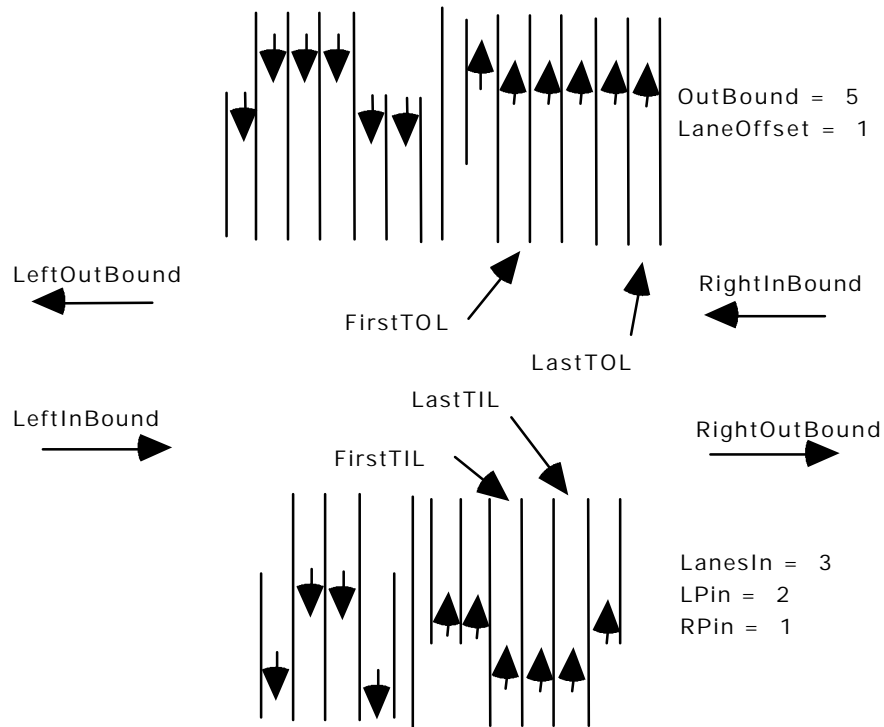 OutBound = 5
LaneOffset = 1
LeftOutBound
RightInBound
FirstTOL
LastTOL
LastTIL
LeftInBound
RightOutBound
FirstTIL
LanesIn = 3
LPin = 2
RPin = 1